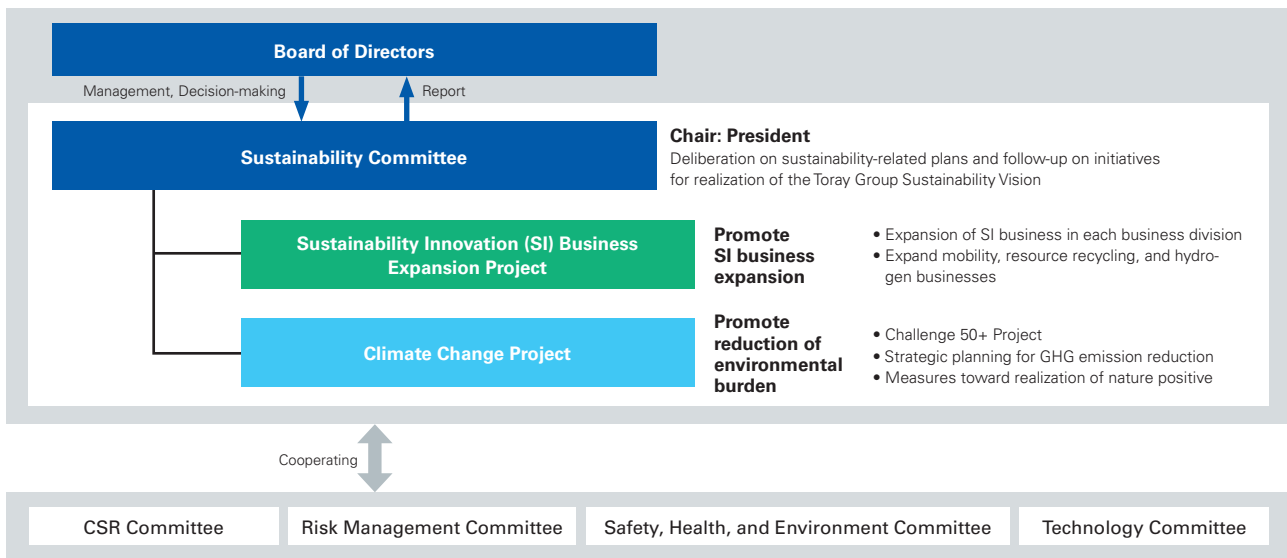 Board of Directors
Management, Decision-making
Report
Sustainability Committee
Chair: President
Deliberation on sustainability-related plans and follow-up on initiatives
for realization of the Toray Group Sustainability Vision
Sustainability Innovation (SI) Business
Expansion Project
Promote
SI business
expansion
• Expansion of SI business in each business division
• Expand mobility, resource recycling, and hydro-
gen businesses
Climate Change Project
Promote
reduction of
environmental
burden
• Challenge 50+ Project
• Strategic planning for GHG emission reduction
• Measures toward realization of nature positive
Cooperating
CSR Committee
Risk Management Committee
Safety, Health, and Environment Committee
Technology Committee